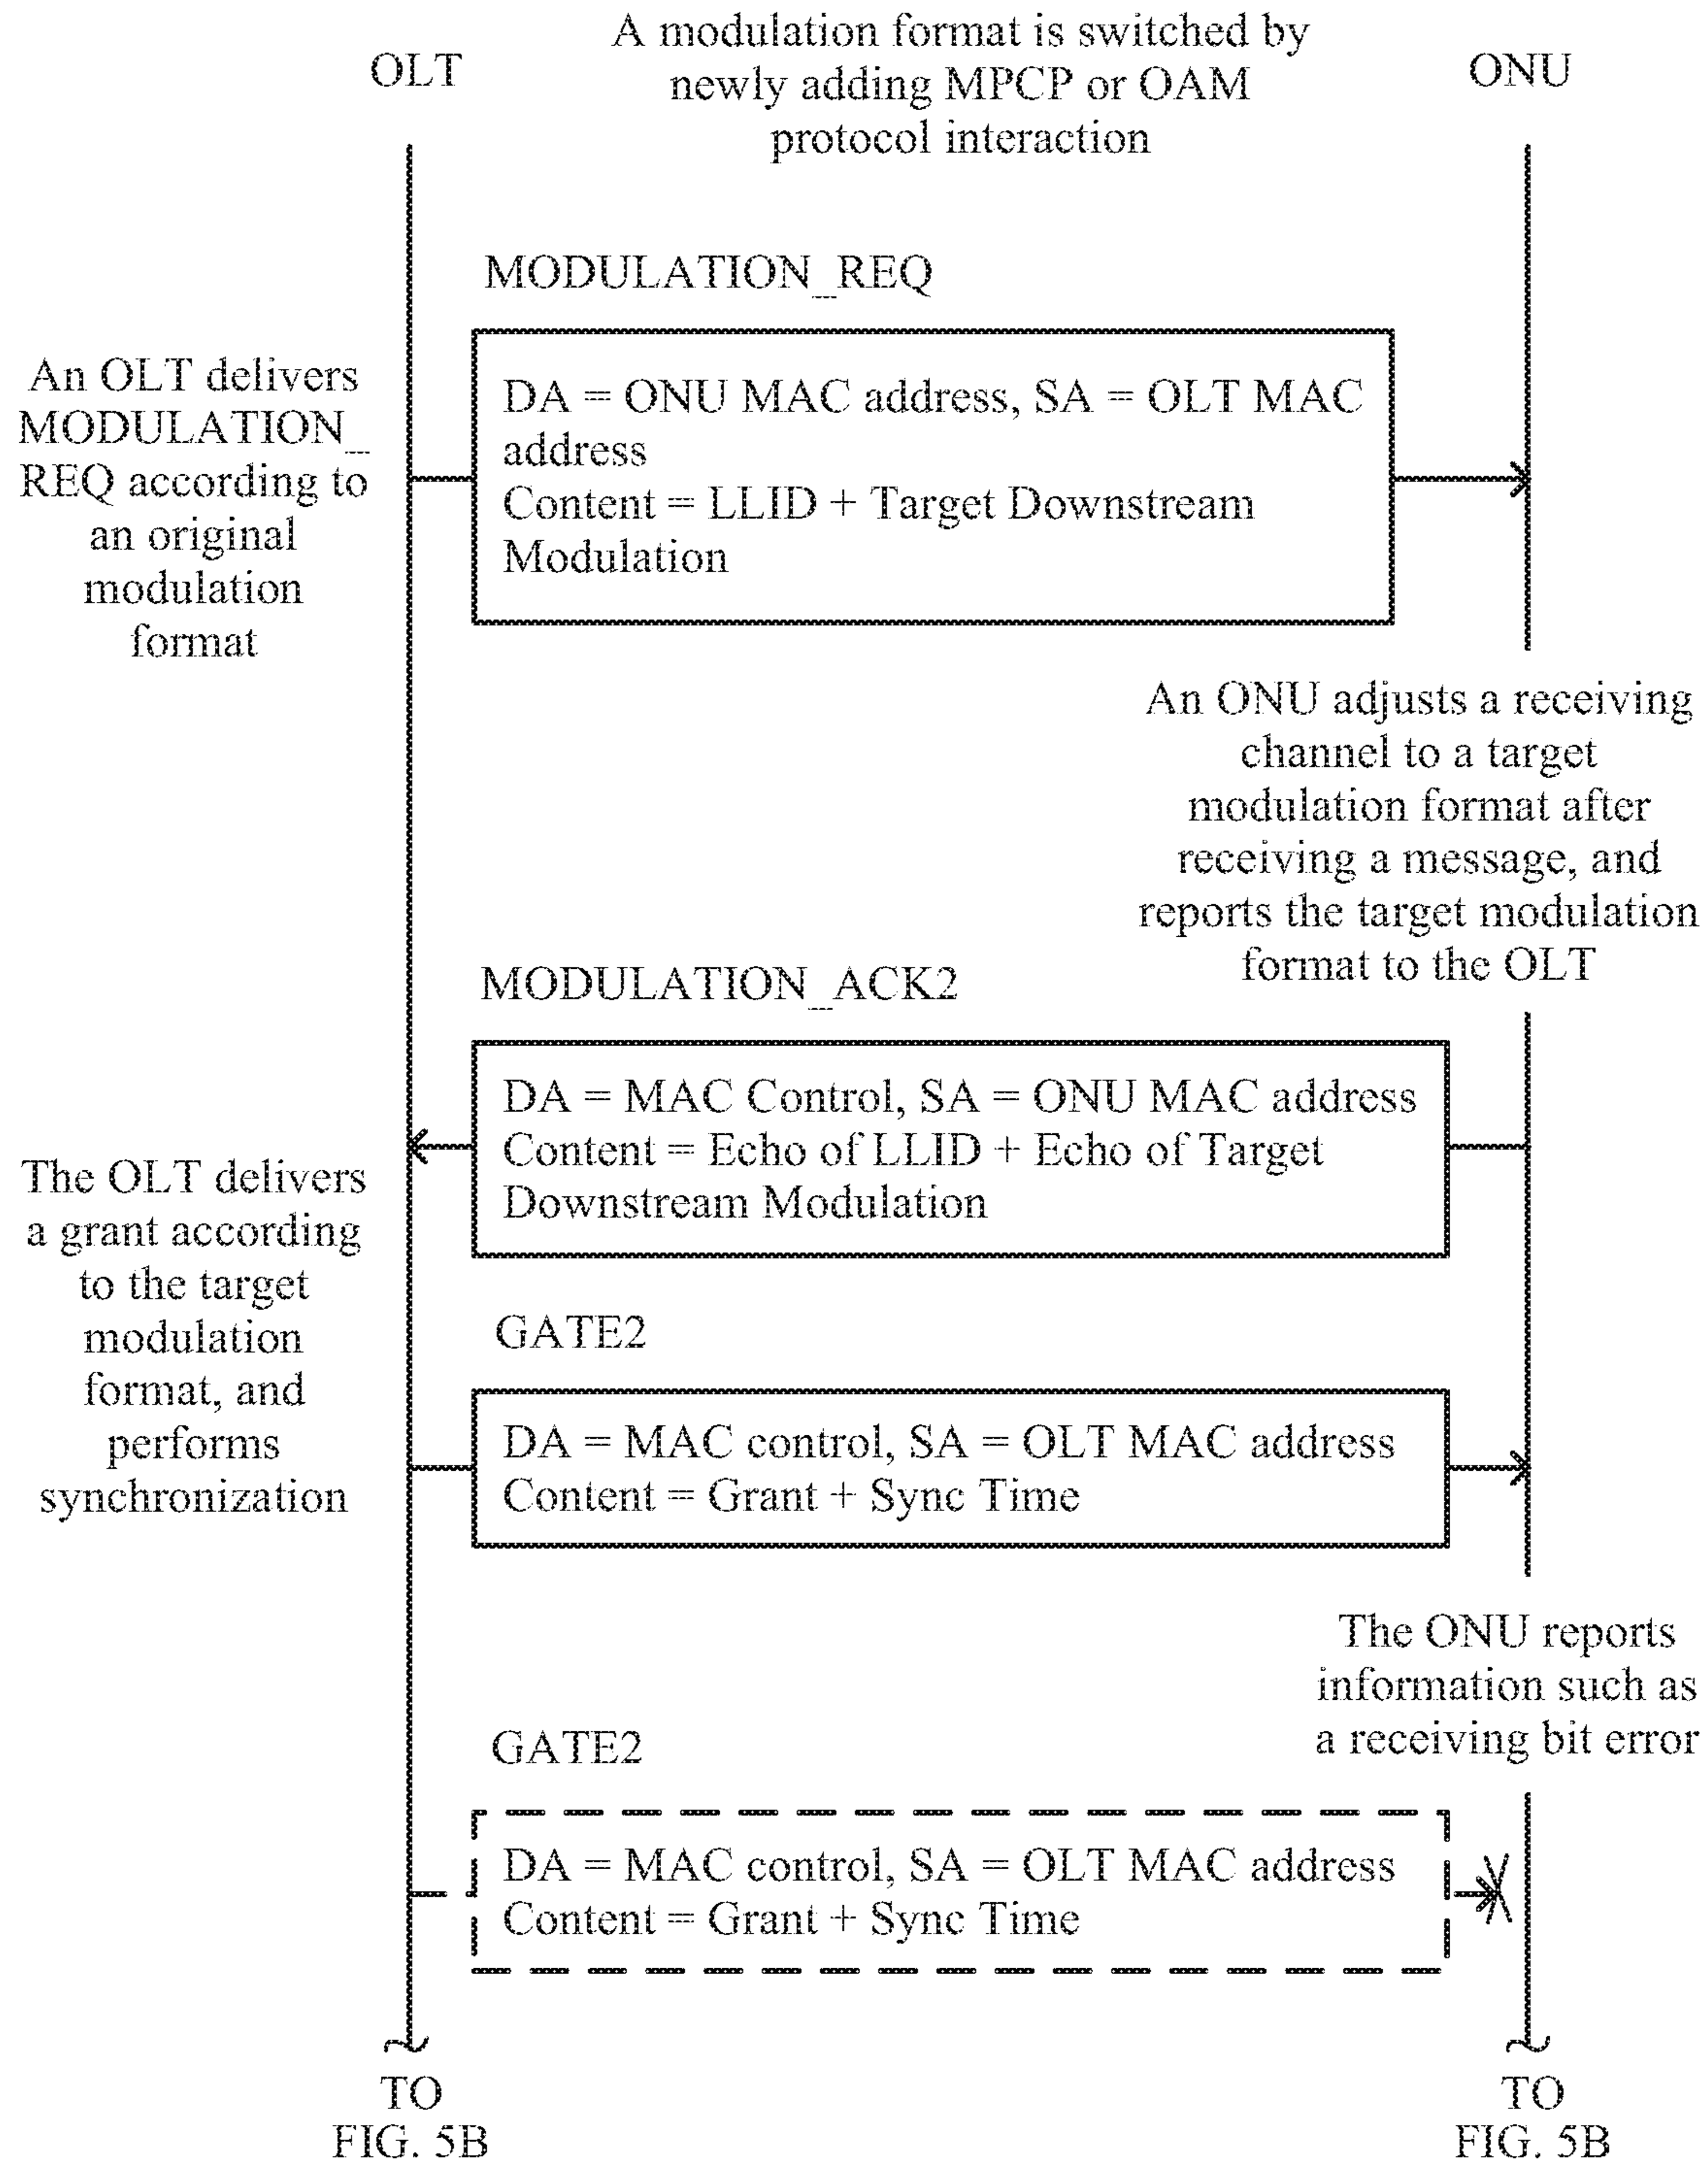 OLT
A modulation format is switched by
newly adding MPCP or OAM
protocol interaction
ONU
MODULATION_REQ
An OLT delivers
MODULATION_
REQ according to
an original
modulation
format
DA = ONU MAC address, SA = OLT MAC
address
Content = LLID + Target Downstream
Modulation
An ONU adjusts a receiving
channel to a target
modulation format after
receiving a message, and
reports the target modulation
format to the OLT
MODULATION_ACK2
DA = MAC Control, SA = ONU MAC address
Content = Echo of LLID + Echo of Target
Downstream Modulation
The OLT delivers
a grant according
to the target
modulation
format, and
performs
synchronization
GATE2
DA = MAC control, SA = OLT MAC address
Content = Grant + Sync Time
The ONU reports
information such as
a receiving bit error
GATE2
DA = MAC control, SA = OLT MAC address
Content = Grant + Sync Time
TO
FIG. 5B
TO
FIG. 5B